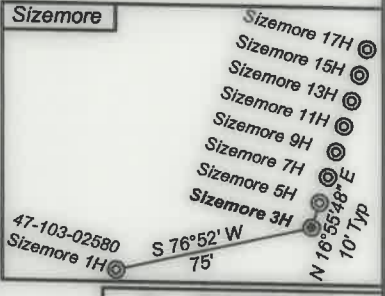 Sizemore
Sizemore 17H
Sizemore 15H
Sizemore 13H
Sizemore 11H
Sizemore 9H
Sizemore 7H
Sizemore 5H
Sizemore 3H
N 16°55'48" E
10' Typ
47-103-02580
Sizemore 1H
S 76°52' W
75'